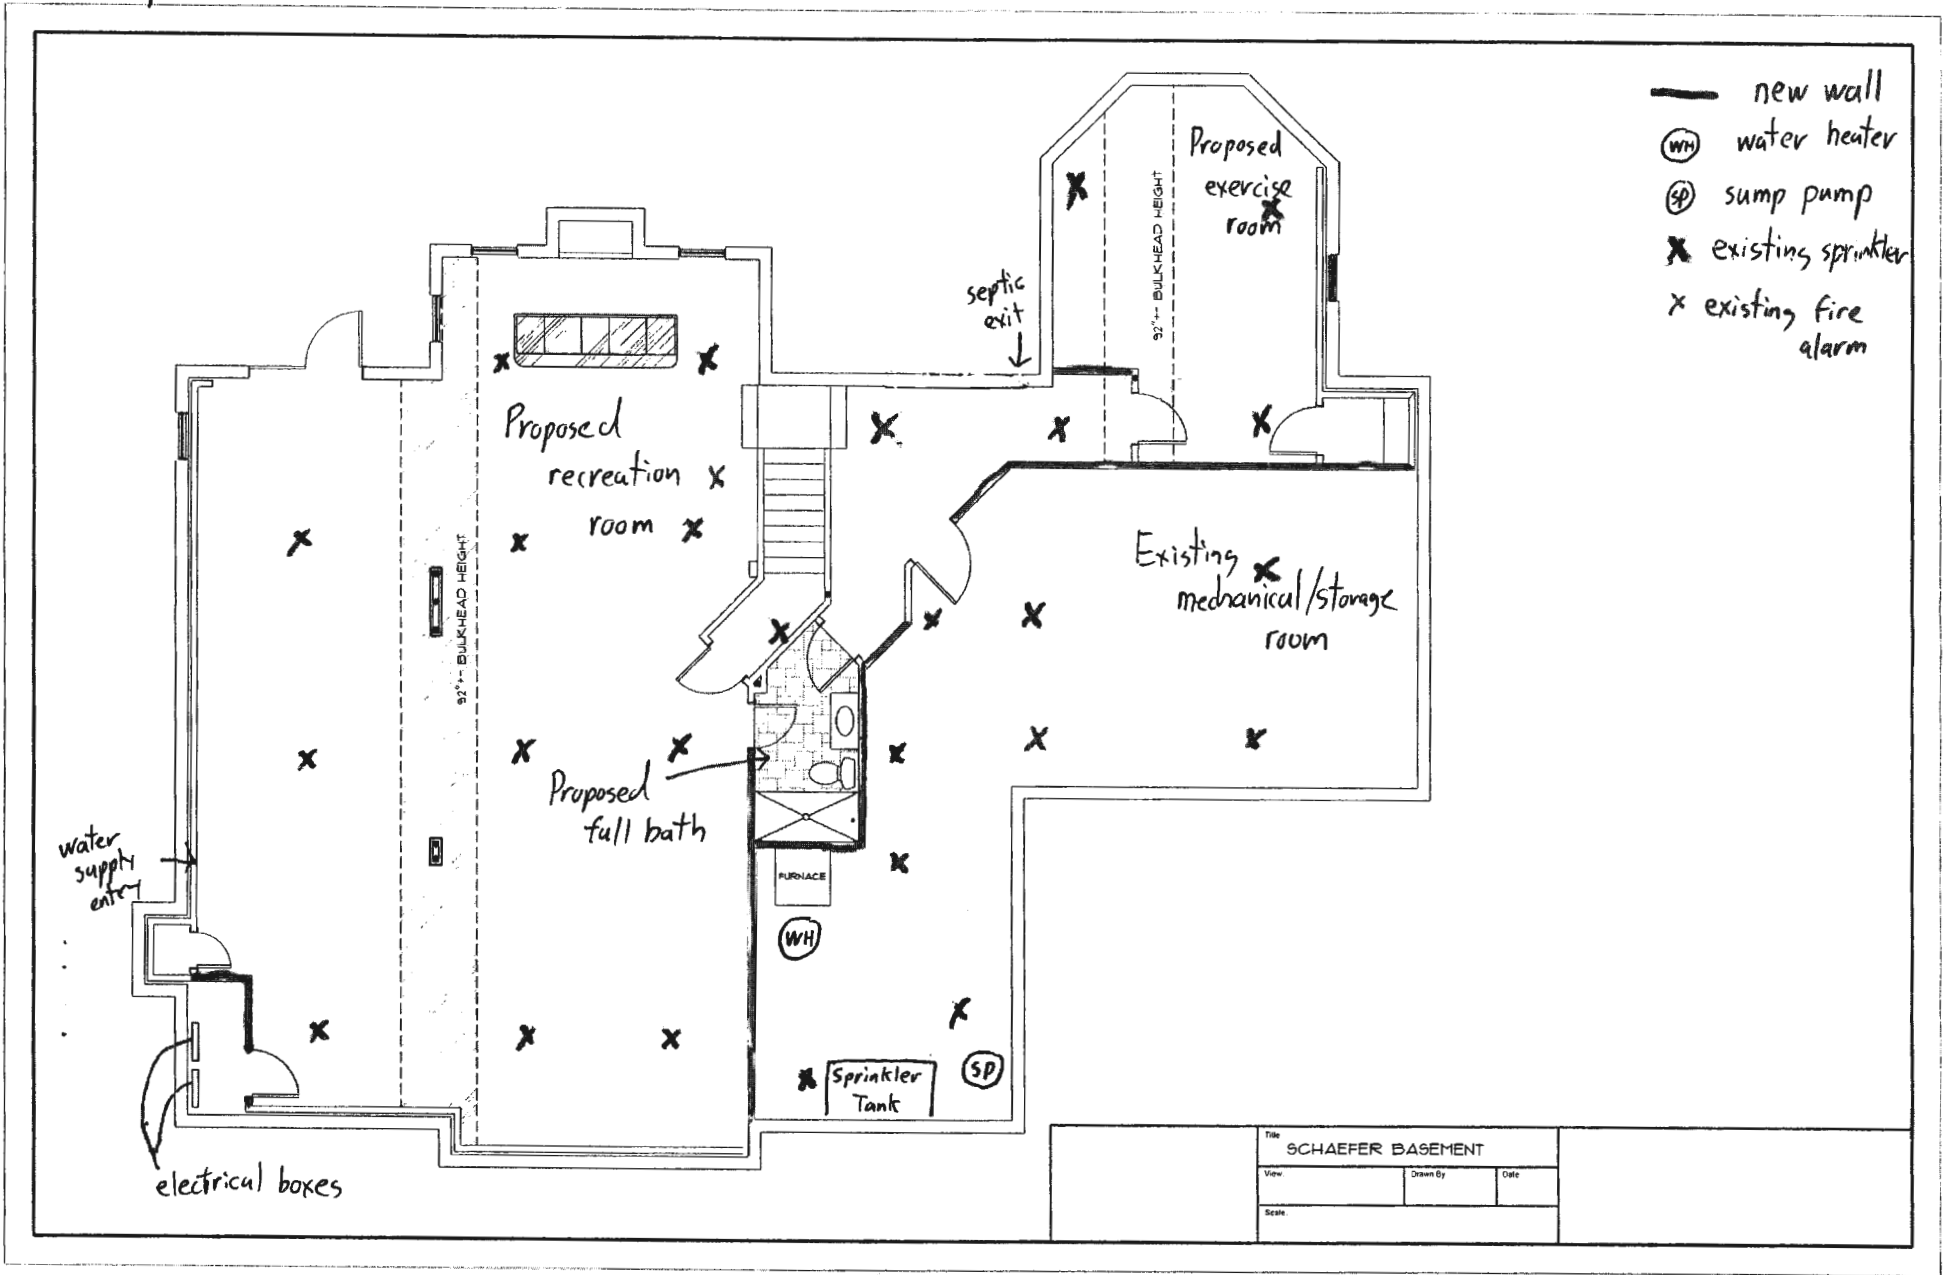 new wall
WH water heater
SP sump pump
existing sprinkler
existing fire
alarm
Proposed
exercise
room
92"+- BULKHEAD HEIGHT
septic
exit
Proposed
recreation
room
92"+- BULKHEAD HEIGHT
Existing
mechanical/storage
room
Proposed
full bath
water
supply
entry
FURNACE
WH
SP
Sprinkler
Tank
electrical boxes
Title
SCHAEFER BASEMENT
View
Drawn By
Date
Scale